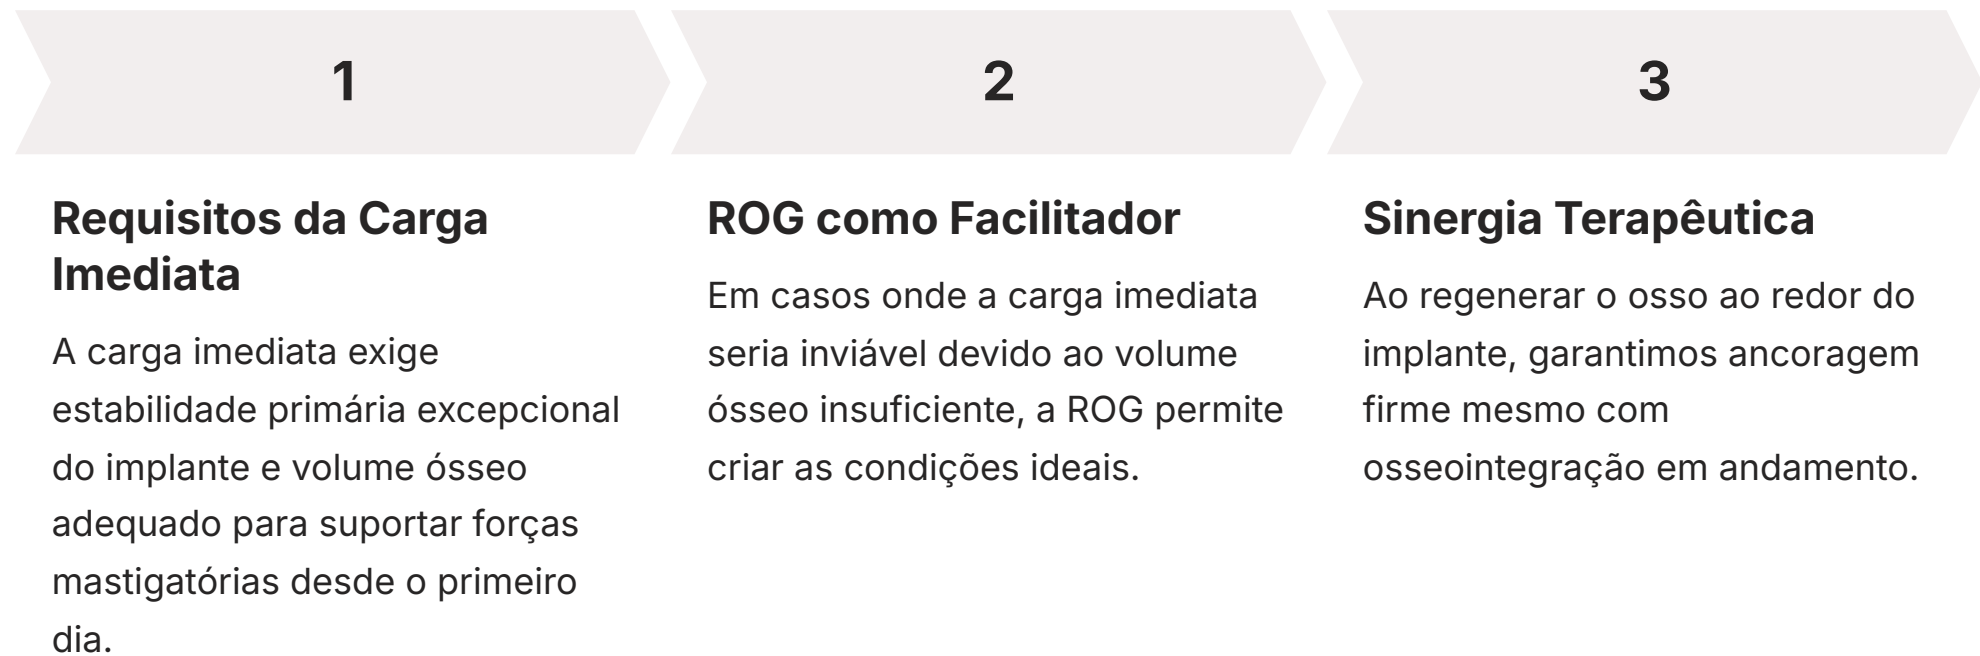 1
Requisitos da Carga
Imediata
A carga imediata exige
estabilidade primária excepcional
do implante e volume ósseo
adequado para suportar forças
mastigatórias desde o primeiro
dia.
2
ROG como Facilitador
Em casos onde a carga imediata
seria inviável devido ao volume
ósseo insuficiente, a ROG permite
criar as condições ideais.
3
Sinergia Terapêutica
Ao regenerar o osso ao redor do
implante, garantimos ancoragem
firme mesmo com
osseointegração em andamento.